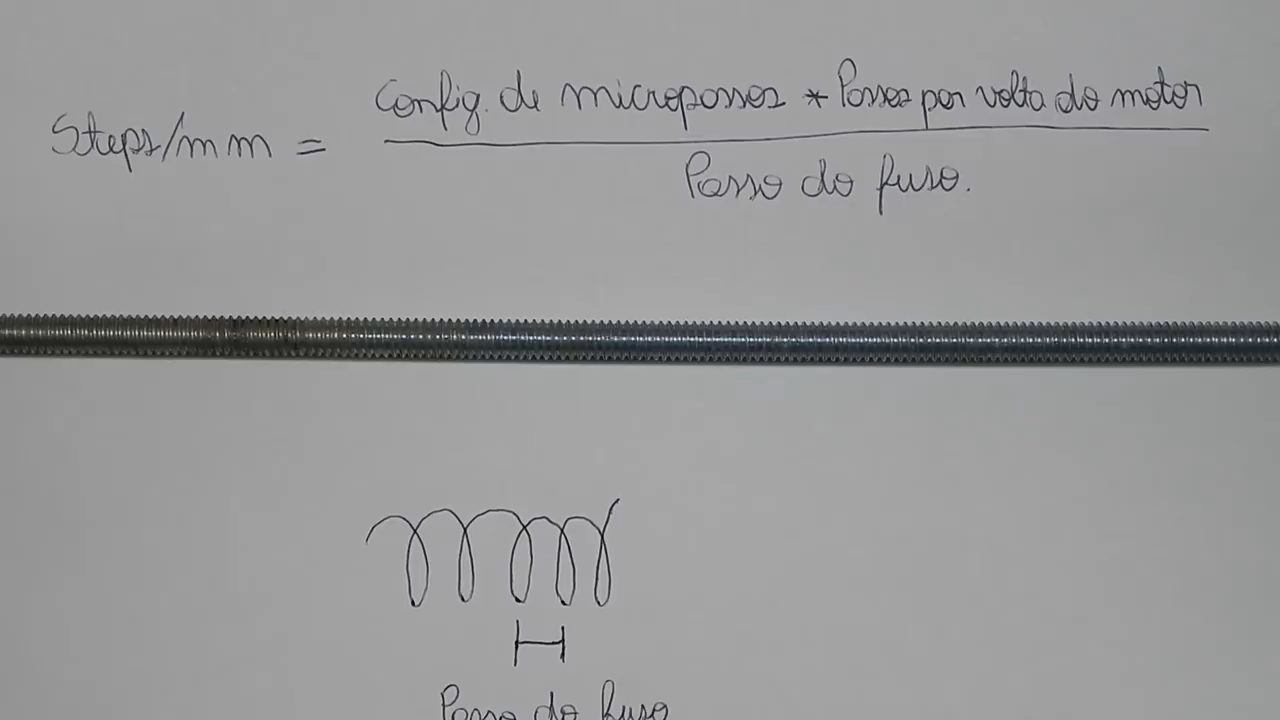 Steps/mm = Config. de micropassos * Passos por volta do motor
Passo do fuso.
Passo do fuso